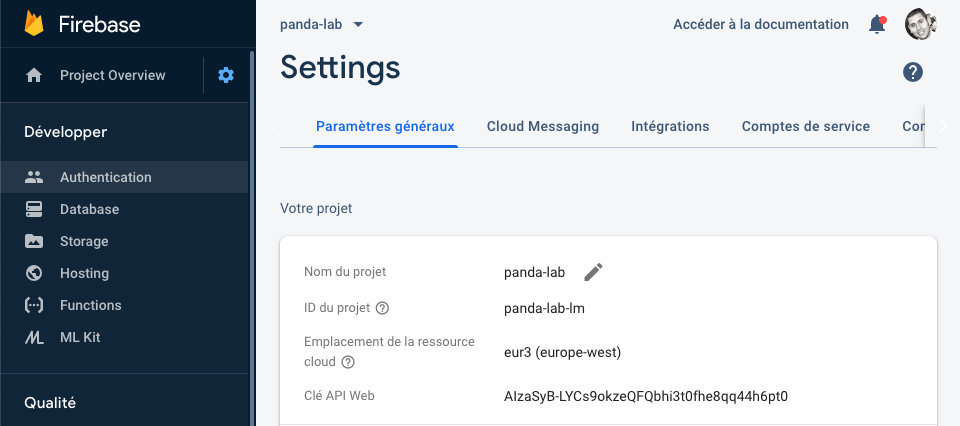 Firebase
Project Overview
Développer
Authentication
Database
Storage
Hosting
Functions
ML Kit
Qualité
panda-lab
Accéder à la documentation
Settings
Paramètres généraux
Cloud Messaging
Intégrations
Comptes de service
Cor
Votre projet
Nom du projet
panda-lab
ID du projet
panda-lab-lm
Emplacement de la ressource
cloud
eur3 (europe-west)
Clé API Web
AIzaSyB-LYCs9okzeQFQbhi3t0fhe8qq44h6pt0